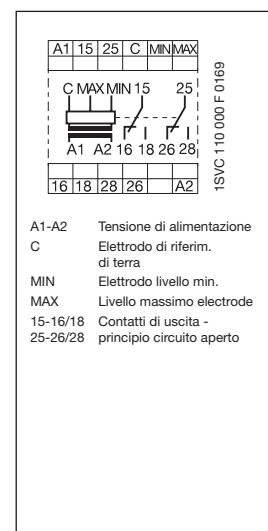 A1 15 25 C MIN MAX
C MAX MIN 15 25
A1 A2 16 18 26 28
16 18 28 26 A2
1SVC 110 000 F 0169
A1-A2 Tensione di alimentazione
C Elettrodo di riferim.
di terra
MIN Elettrodo livello min.
MAX Livello massimo electrode
15-16/18 Contatti di uscita -
25-26/28 principio circuito aperto